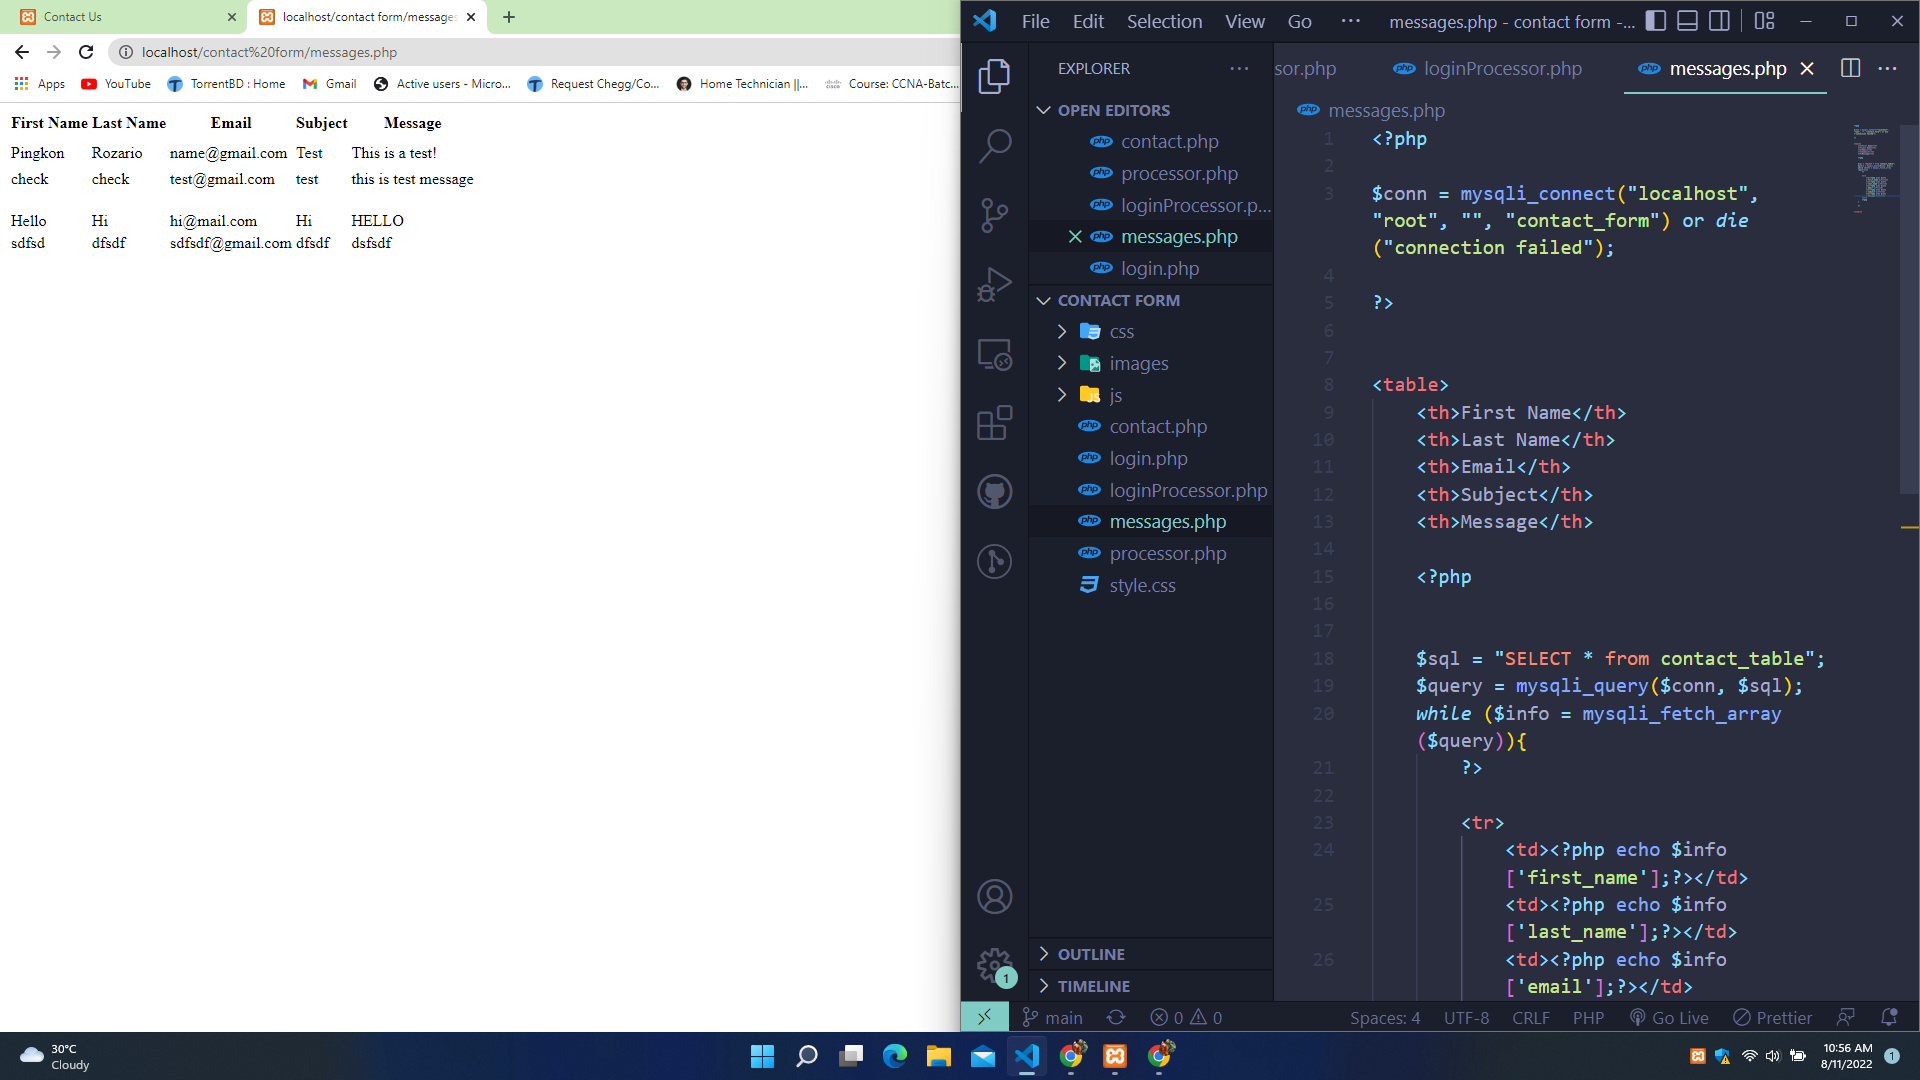 Contact Us
localhost/contact form/messages
localhost/contact%20form/messages.php
Apps
YouTube
TorrentBD : Home
Gmail
Active users - Micro...
Request Chegg/Co...
Home Technician ||...
Course: CCNA-Batc...
First Name Last Name Email Subject Message
Pingkon Rozario name@gmail.com Test This is a test!
check check test@gmail.com test this is test message
Hello Hi hi@mail.com Hi HELLO
sdfsd dfsdf sdfsdf@gmail.com dfsdf dsfsdf
File Edit Selection View Go ··· messages.php - contact form -...
EXPLORER ···
OPEN EDITORS
contact.php
processor.php
loginProcessor.p...
messages.php
login.php
CONTACT FORM
css
images
js
contact.php
login.php
loginProcessor.php
messages.php
processor.php
style.css
OUTLINE
TIMELINE
sor.php loginProcessor.php messages.php
messages.php
1 <?php
2
3 $conn = mysqli_connect("localhost",
"root", "", "contact_form") or die
("connection failed");
4
5 ?>
6
7
8 <table>
9 <th>First Name</th>
10 <th>Last Name</th>
11 <th>Email</th>
12 <th>Subject</th>
13 <th>Message</th>
14
15 <?php
16
17
18 $sql = "SELECT * from contact_table";
19 $query = mysqli_query($conn, $sql);
20 while ($info = mysqli_fetch_array
($query)){
21 ?>
22
23 <tr>
24 <td><?php echo $info
['first_name'];?></td>
25 <td><?php echo $info
['last_name'];?></td>
26 <td><?php echo $info
['email'];?></td>
1
main 0 0 Spaces: 4 UTF-8 CRLF PHP Go Live Prettier
30°C
Cloudy
10:56 AM
8/11/2022
1